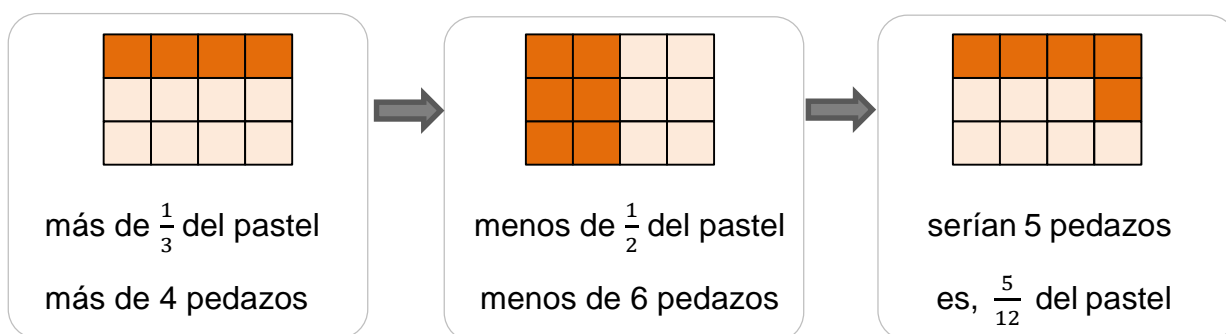 más de 1/3 del pastel
más de 4 pedazos
menos de 1/2 del pastel
menos de 6 pedazos
serían 5 pedazos
es, 5/12 del pastel